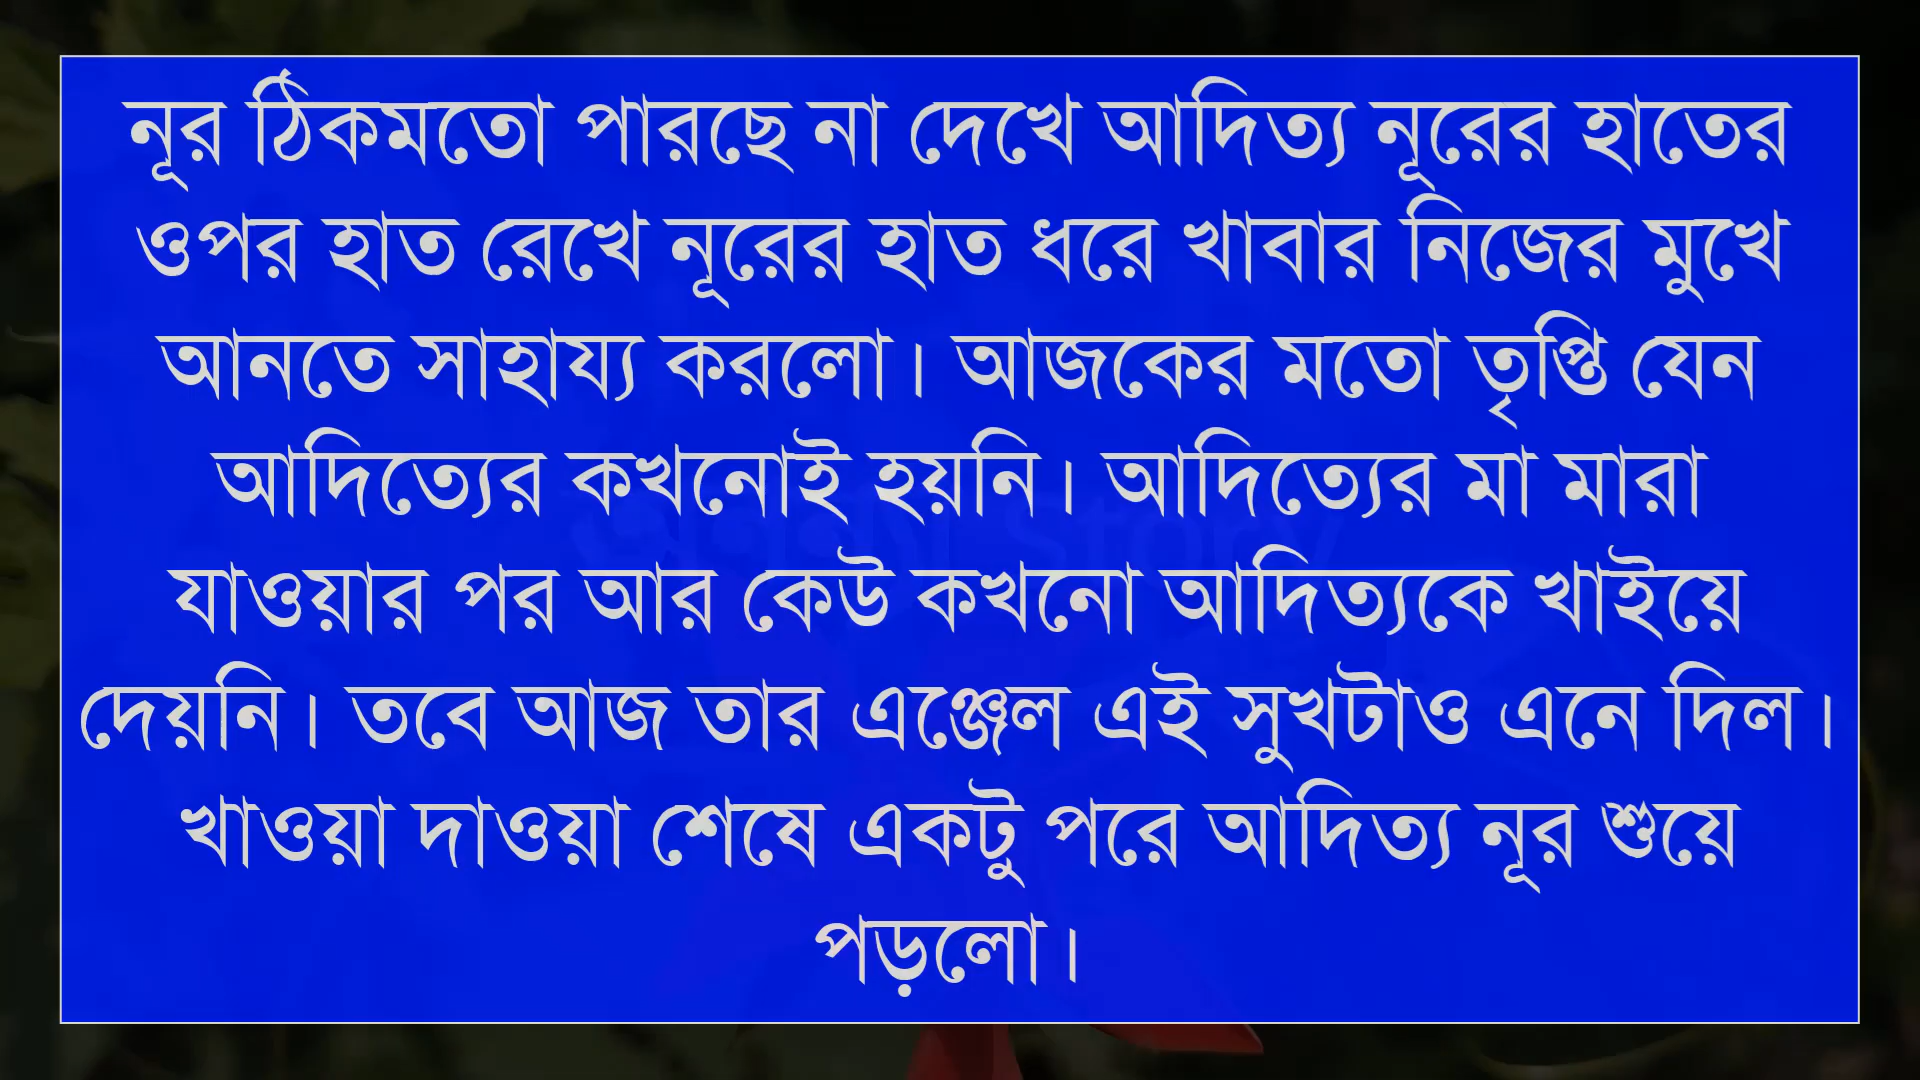 নূর ঠিকমতো পারছে না দেখে আদিত্য নূরের হাতের
ওপর হাত রেখে নূরের হাত ধরে খাবার নিজের মুখে
আনতে সাহায্য করলো। আজকের মতো তৃপ্তি যেন
আদিত্যের কখনোই হয়নি। আদিত্যের মা মারা
যাওয়ার পর আর কেউ কখনো আদিত্যকে খাইয়ে
দেয়নি। তবে আজ তার এঞ্জেল এই সুখটাও এনে দিল।
খাওয়া দাওয়া শেষে একটু পরে আদিত্য নূর শুয়ে
পড়লো।